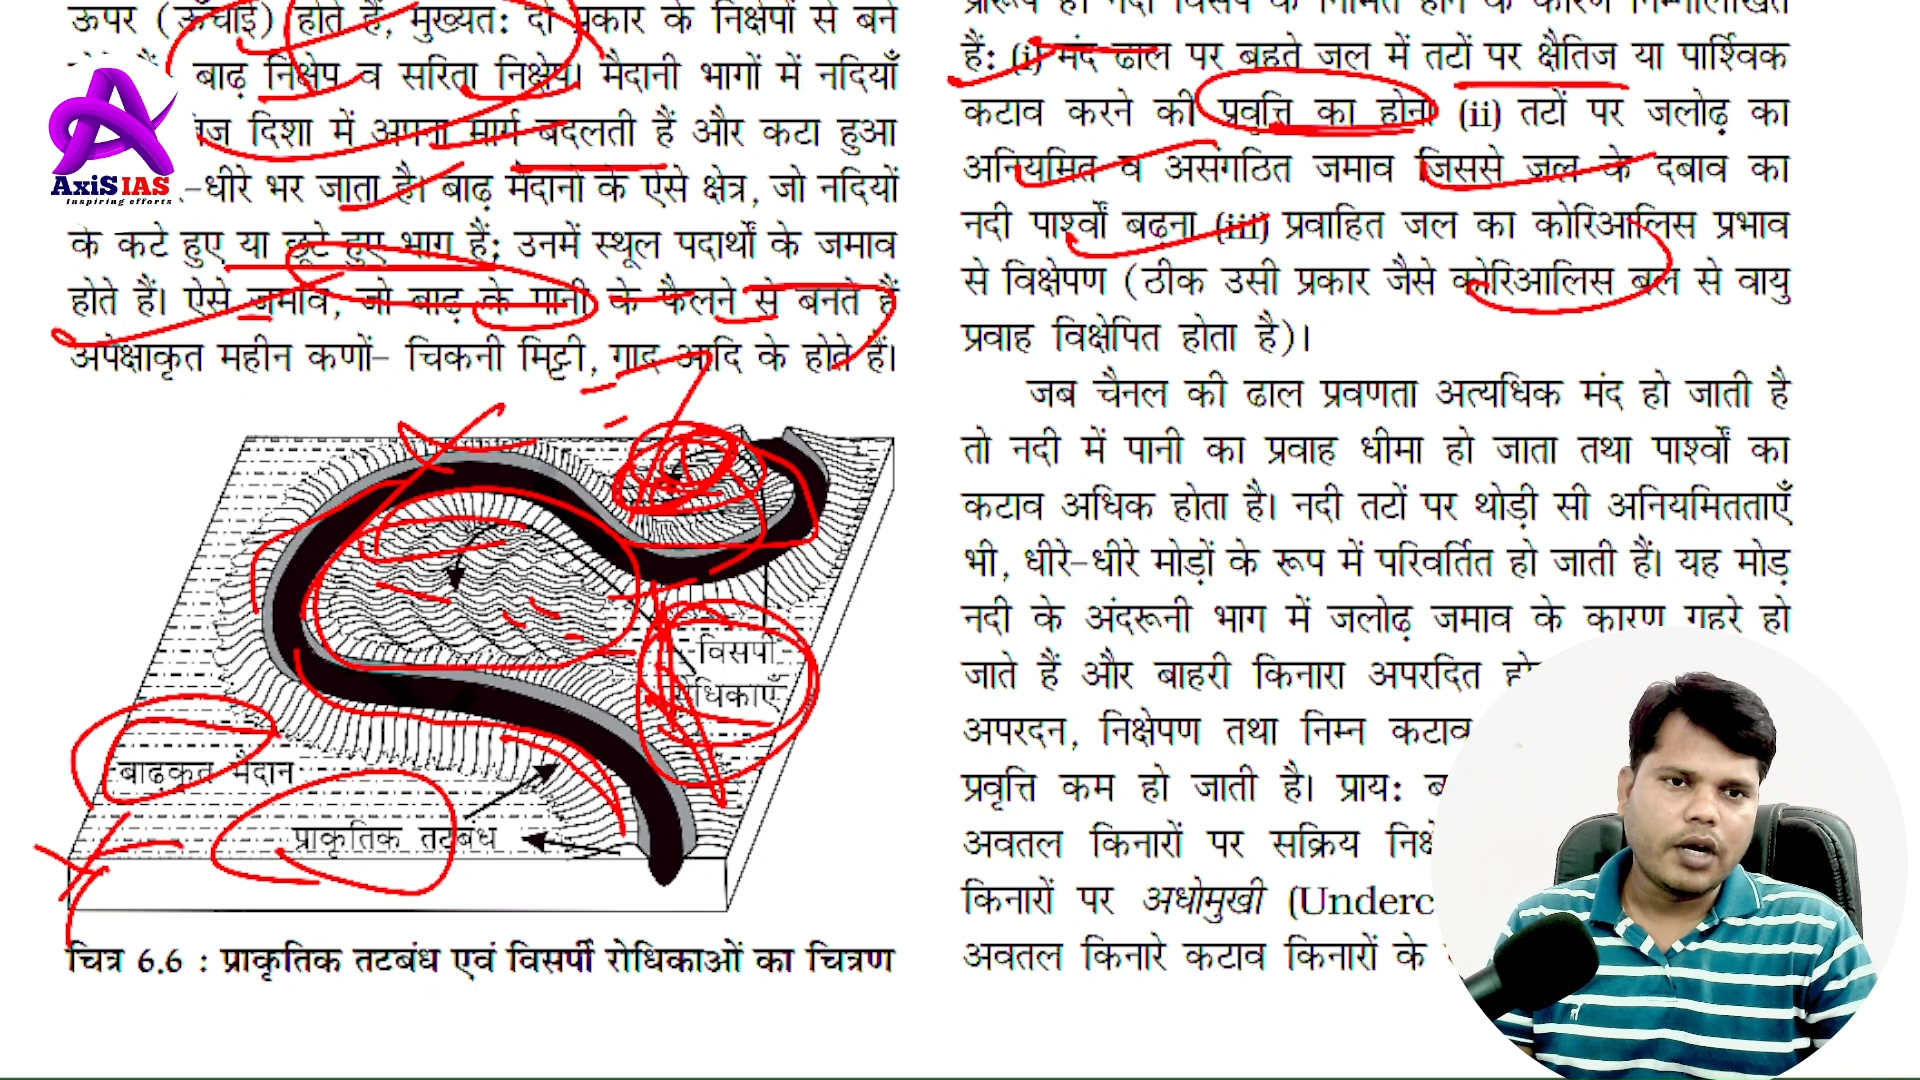 ऊपर (ऊँचाई) होते हैं, मुख्यत: दो प्रकार के निक्षेपों से बने
बाढ़ निक्षेप व सरिता निक्षेप। मैदानी भागों में नदियाँ
दिशा में अपना मार्ग बदलती हैं और कटा हुआ
-धीरे भर जाता है। बाढ़ मैदानों के ऐसे क्षेत्र, जो नदियों
के कटे हुए या छूटे हुए भाग हैं; उनमें स्थूल पदार्थों के जमाव
होते हैं। ऐसे जमाव, जो बाढ़ के पानी के फैलने से बनते हैं
अपेक्षाकृत महीन कणों– चिकनी मिट्टी, गाद आदि के होते हैं।
AxiS IAS
Inspiring efforts
विसर्पी
रोधिकाएँ
बाढ़कृत मैदान
प्राकृतिक तटबंध
चित्र 6.6 : प्राकृतिक तटबंध एवं विसर्पी रोधिकाओं का चित्रण
प्रारूप है। नदी विसर्प के निर्मित होने के कारण निम्नलिखित
हैं: (i) मंद ढाल पर बहते जल में तटों पर क्षैतिज या पार्श्विक
कटाव करने की प्रवृत्ति का होना (ii) तटों पर जलोढ़ का
अनियमित व असंगठित जमाव जिससे जल के दबाव का
नदी पार्श्वों बढना (iii) प्रवाहित जल का कोरिआलिस प्रभाव
से विक्षेपण (ठीक उसी प्रकार जैसे कोरिआलिस बल से वायु
प्रवाह विक्षेपित होता है)।
जब चैनल की ढाल प्रवणता अत्यधिक मंद हो जाती है
तो नदी में पानी का प्रवाह धीमा हो जाता तथा पार्श्वों का
कटाव अधिक होता है। नदी तटों पर थोड़ी सी अनियमितताएँ
भी, धीरे–धीरे मोड़ों के रूप में परिवर्तित हो जाती हैं। यह मोड़
नदी के अंदरूनी भाग में जलोढ़ जमाव के कारण गहरे हो
जाते हैं और बाहरी किनारा अपरदित
अपरदन, निक्षेपण तथा निम्न कटाव
प्रवृत्ति कम हो जाती है। प्राय:
अवतल किनारों पर सक्रिय
किनारों पर अधोमुखी (Underc
अवतल किनारे कटाव किनारों के